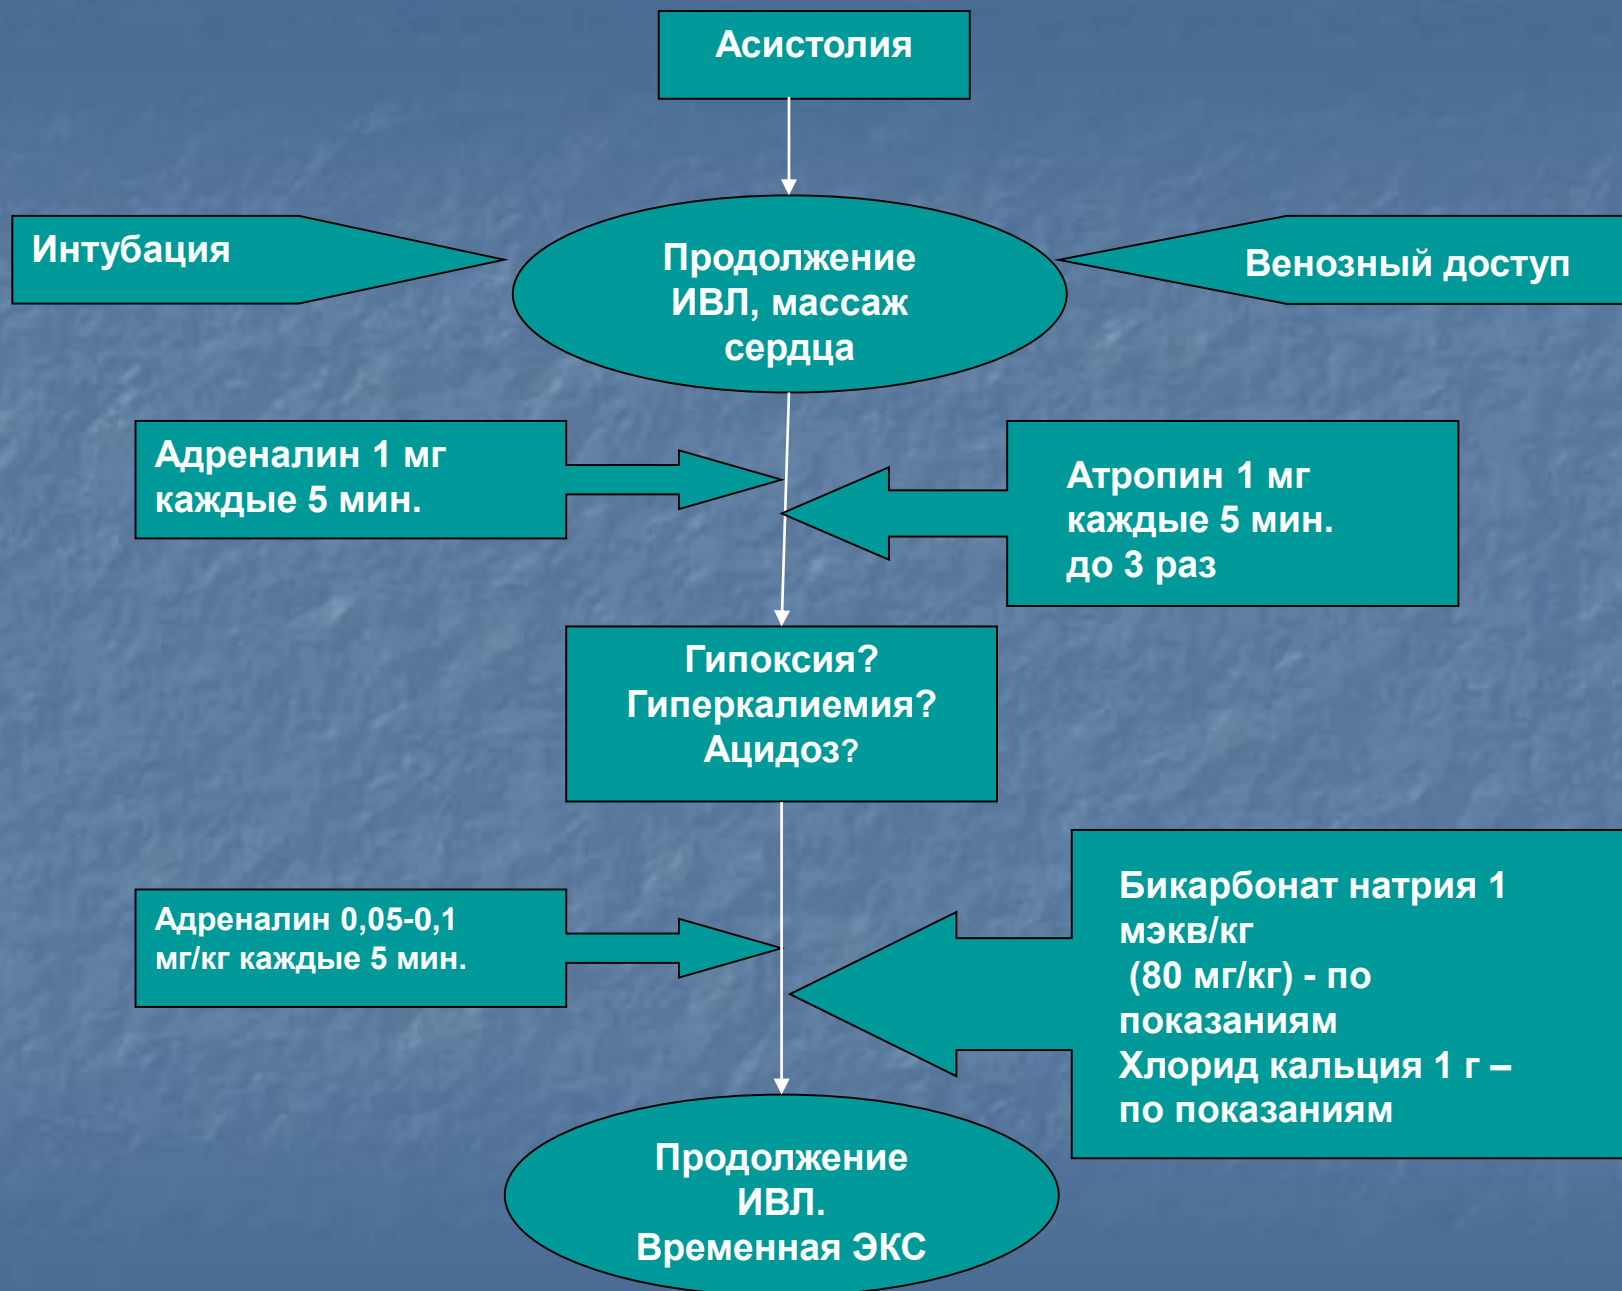 Асистолия
Интубация
Продолжение
ИВЛ, массаж
сердца
Венозный доступ
Адреналин 1 мг
каждые 5 мин.
Атропин 1 мг
каждые 5 мин.
до 3 раз
Гипоксия?
Гиперкалиемия?
Ацидоз?
Адреналин 0,05-0,1
мг/кг каждые 5 мин.
Бикарбонат натрия 1
мэкв/кг
(80 мг/кг) - по
показаниям
Хлорид кальция 1 г –
по показаниям
Продолжение
ИВЛ.
Временная ЭКС